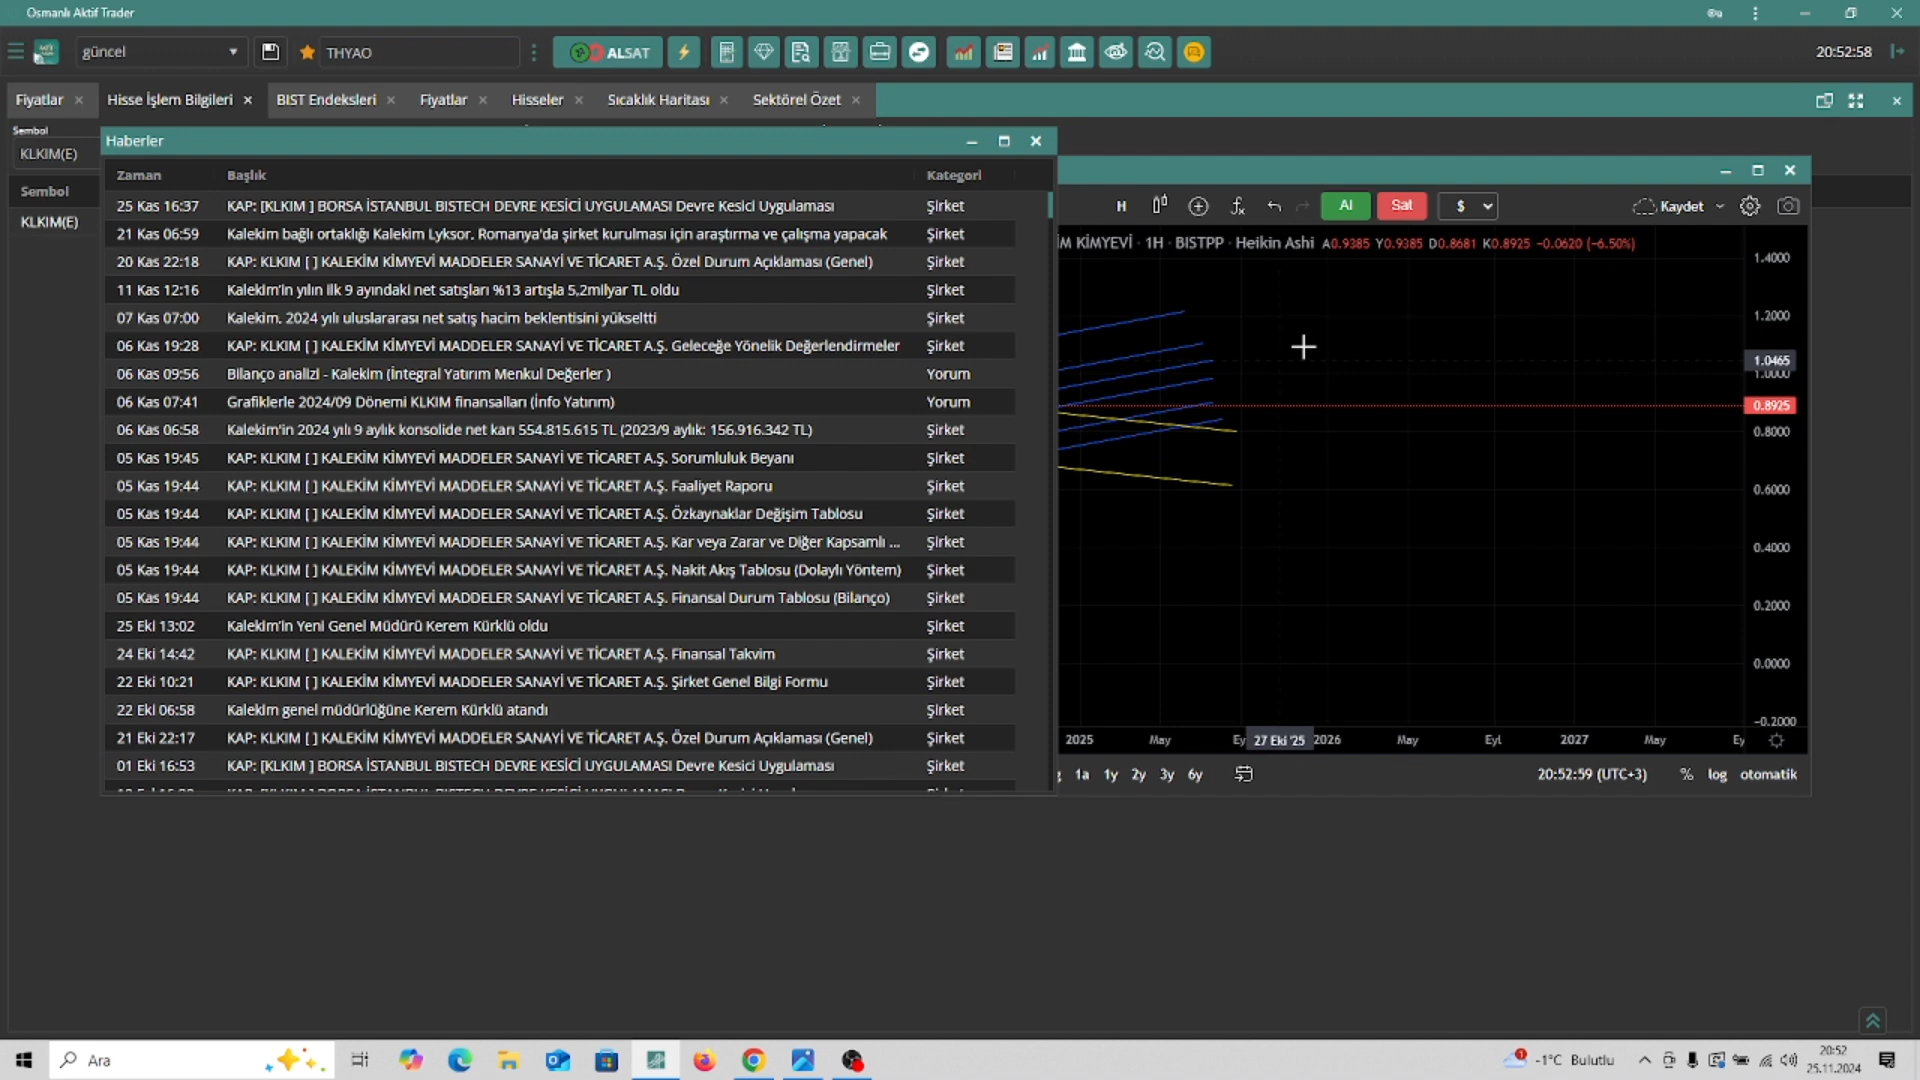 Osmanlı Aktif Trader
güncel
THYAO
ALSAT
20:52:58
Fiyatlar
Hisse İşlem Bilgileri
BIST Endeksleri
Fiyatlar
Hisseler
Sıcaklık Haritası
Sektörel Özet
Sembol
KLKIM(E)
Sembol
KLKIM(E)
Haberler
Zaman Başlık Kategori
25 Kas 16:37 KAP: [KLKIM ] BORSA İSTANBUL BISTECH DEVRE KESİCİ UYGULAMASI Devre Kesici Uygulaması Şirket
21 Kas 06:59 Kalekim bağlı ortaklığı Kalekim Lyksor. Romanya'da şirket kurulması için araştırma ve çalışma yapacak Şirket
20 Kas 22:18 KAP: KLKIM [ ] KALEKİM KİMYEVİ MADDELER SANAYİ VE TİCARET A.Ş. Özel Durum Açıklaması (Genel) Şirket
11 Kas 12:16 Kalekim'in yılın ilk 9 ayındaki net satışları %13 artışla 5,2milyar TL oldu Şirket
07 Kas 07:00 Kalekim. 2024 yılı uluslararası net satış hacim beklentisini yükseltti Şirket
06 Kas 19:28 KAP: KLKIM [ ] KALEKİM KİMYEVİ MADDELER SANAYİ VE TİCARET A.Ş. Geleceğe Yönelik Değerlendirmeler Şirket
06 Kas 09:56 Bilanço analizi - Kalekim (İntegral Yatırım Menkul Değerler ) Yorum
06 Kas 07:41 Grafiklerle 2024/09 Dönemi KLKIM finansalları (İnfo Yatırım) Yorum
06 Kas 06:58 Kalekim'in 2024 yılı 9 aylık konsolide net karı 554.815.615 TL (2023/9 aylık: 156.916.342 TL) Şirket
05 Kas 19:45 KAP: KLKIM [ ] KALEKİM KİMYEVİ MADDELER SANAYİ VE TİCARET A.Ş. Sorumluluk Beyanı Şirket
05 Kas 19:44 KAP: KLKIM [ ] KALEKİM KİMYEVİ MADDELER SANAYİ VE TİCARET A.Ş. Faaliyet Raporu Şirket
05 Kas 19:44 KAP: KLKIM [ ] KALEKİM KİMYEVİ MADDELER SANAYİ VE TİCARET A.Ş. Özkaynaklar Değişim Tablosu Şirket
05 Kas 19:44 KAP: KLKIM [ ] KALEKİM KİMYEVİ MADDELER SANAYİ VE TİCARET A.Ş. Kar veya Zarar ve Diğer Kapsamlı ... Şirket
05 Kas 19:44 KAP: KLKIM [ ] KALEKİM KİMYEVİ MADDELER SANAYİ VE TİCARET A.Ş. Nakit Akış Tablosu (Dolaylı Yöntem) Şirket
05 Kas 19:44 KAP: KLKIM [ ] KALEKİM KİMYEVİ MADDELER SANAYİ VE TİCARET A.Ş. Finansal Durum Tablosu (Bilanço) Şirket
25 Eki 13:02 Kalekim'in Yeni Genel Müdürü Kerem Kürklü oldu Şirket
24 Eki 14:42 KAP: KLKIM [ ] KALEKİM KİMYEVİ MADDELER SANAYİ VE TİCARET A.Ş. Finansal Takvim Şirket
22 Eki 10:21 KAP: KLKIM [ ] KALEKİM KİMYEVİ MADDELER SANAYİ VE TİCARET A.Ş. Şirket Genel Bilgi Formu Şirket
22 Eki 06:58 Kalekim genel müdürlüğüne Kerem Kürklü atandı Şirket
21 Eki 22:17 KAP: KLKIM [ ] KALEKİM KİMYEVİ MADDELER SANAYİ VE TİCARET A.Ş. Özel Durum Açıklaması (Genel) Şirket
01 Eki 16:53 KAP: [KLKIM ] BORSA İSTANBUL BISTECH DEVRE KESİCİ UYGULAMASI Devre Kesici Uygulaması Şirket
H Al Sat $ Kaydet
İM KİMYEVİ · 1H · BISTPP · Heikin Ashi A0.9385 Y0.9385 D0.8681 K0.8925 −0.0620 (−6.50%)
1.4000
1.2000
1.0465
1.0000
0.8925
0.8000
0.6000
0.4000
0.2000
0.0000
−0.2000
2025 May Ey 27 Eki '25 2026 May Eyl 2027 May Ey
1a 1y 2y 3y 6y 20:52:59 (UTC+3) % log otomatik
Ara
1
-1°C Bulutlu
20:52
25.11.2024